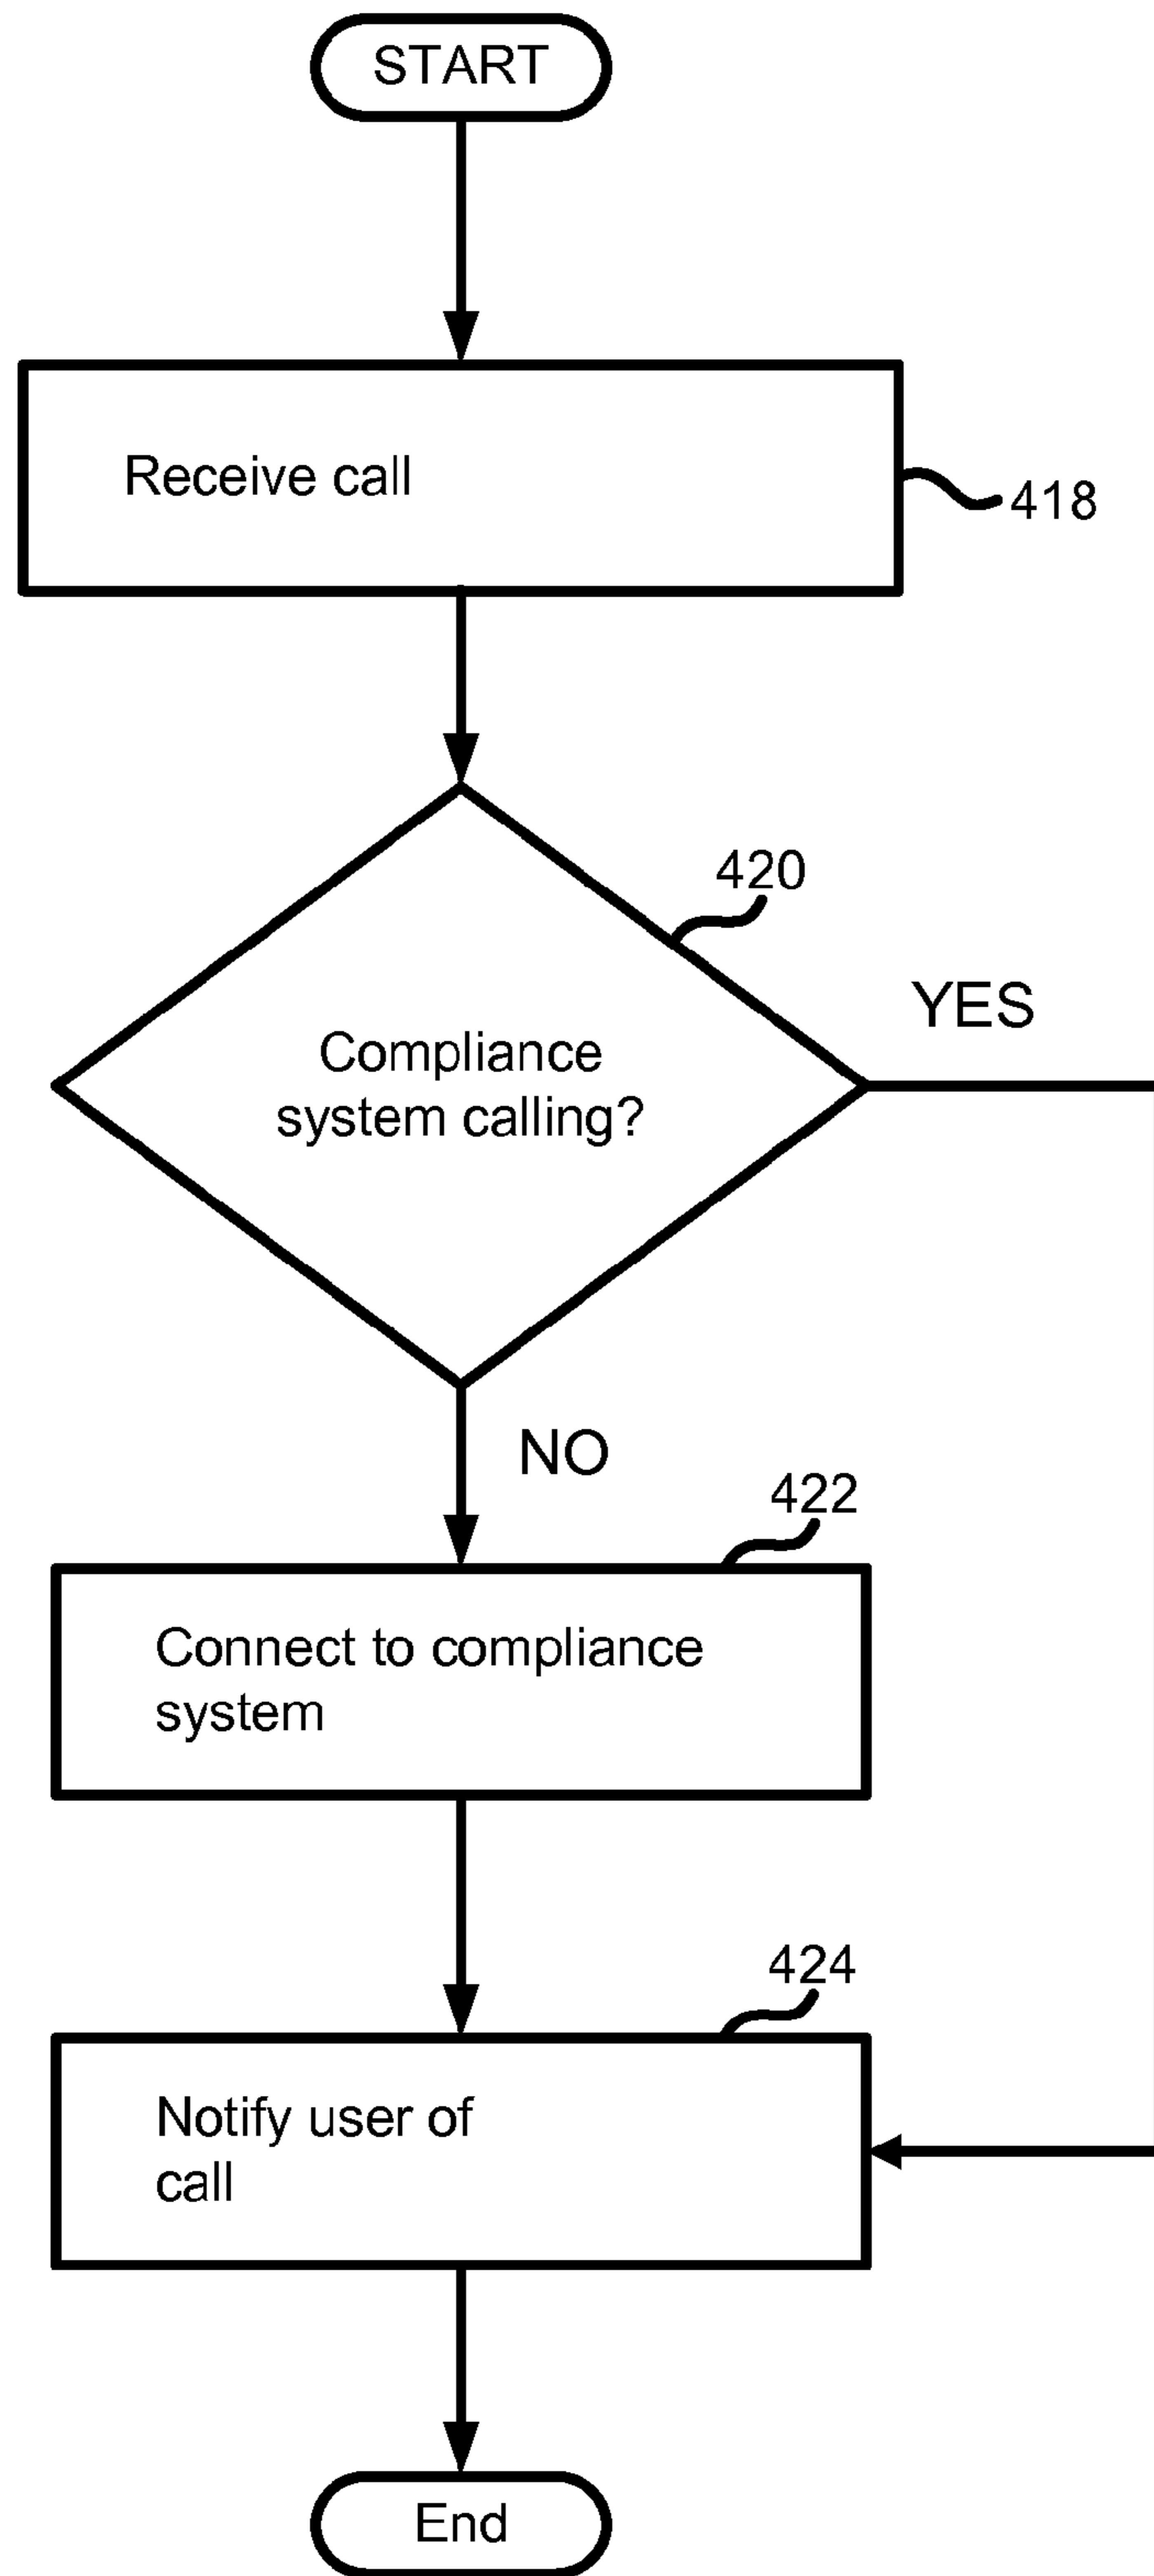 START
Receive call
418
420
YES
Compliance
system calling?
NO
422
Connect to compliance
system
424
Notify user of
call
End